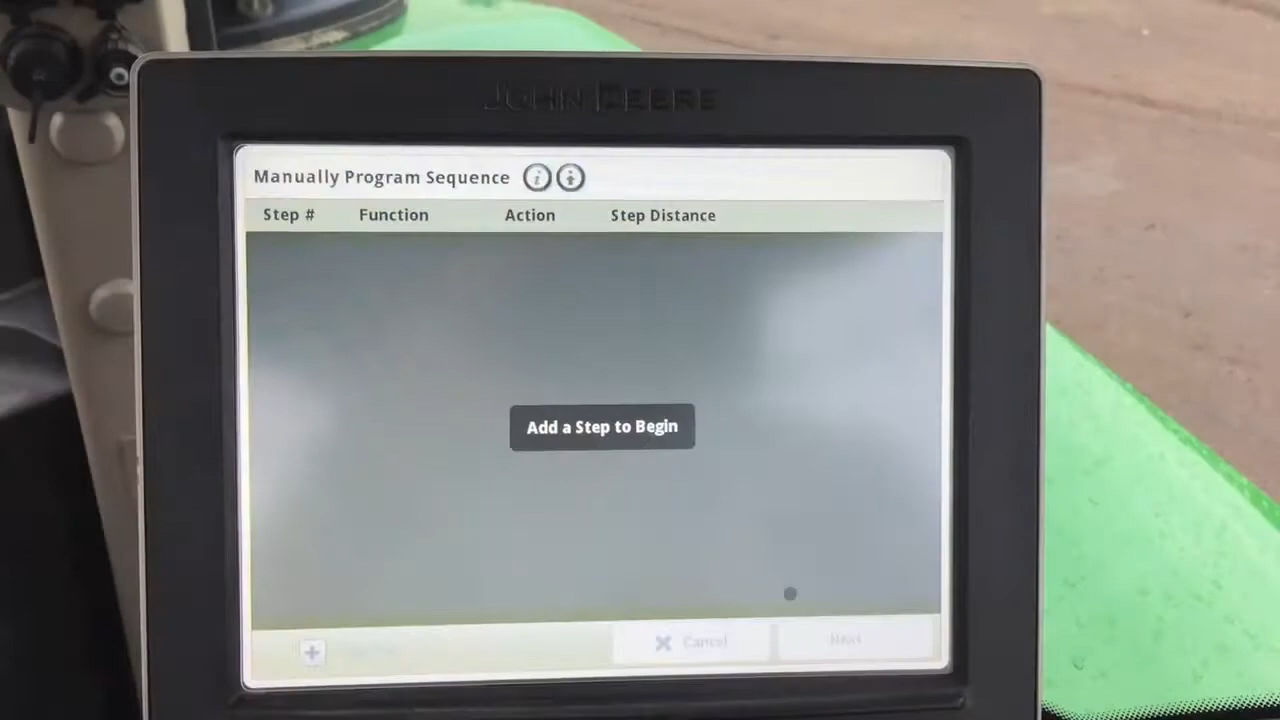 JOHN DEERE
Manually Program Sequence
Step # Function Action Step Distance
Add a Step to Begin
Cancel Next